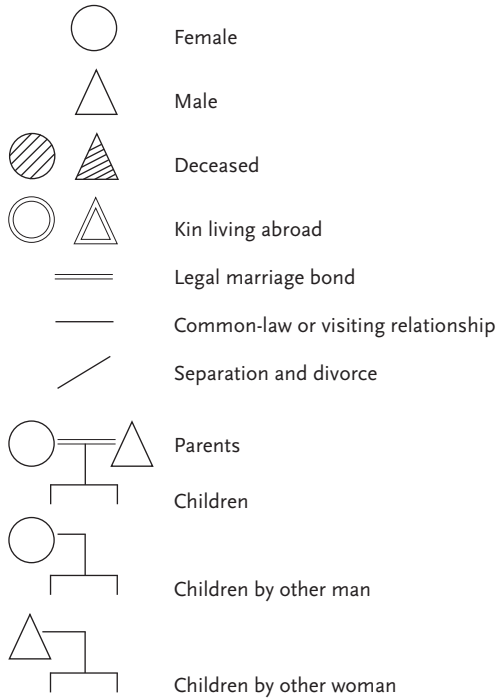 Female
Male
Deceased
Kin living abroad
Legal marriage bond
Common-law or visiting relationship
Separation and divorce
Parents
Children
Children by other man
Children by other woman